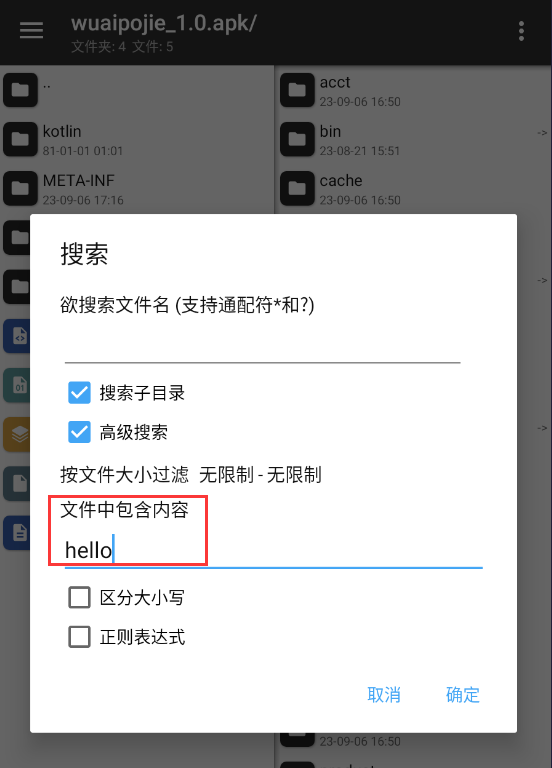 wuaipojie_1.0.apk/
文件夹: 4 文件: 5
..
kotlin
81-01-01 01:01
META-INF
23-09-06 17:16
acct
23-09-06 16:50
bin
23-08-21 15:51
->
cache
23-09-06 16:50
->
->
搜索
欲搜索文件名 (支持通配符*和?)
搜索子目录
高级搜索
按文件大小过滤 无限制 - 无限制
文件中包含内容
hello
区分大小写
正则表达式
取消 确定
23-09-06 16:50